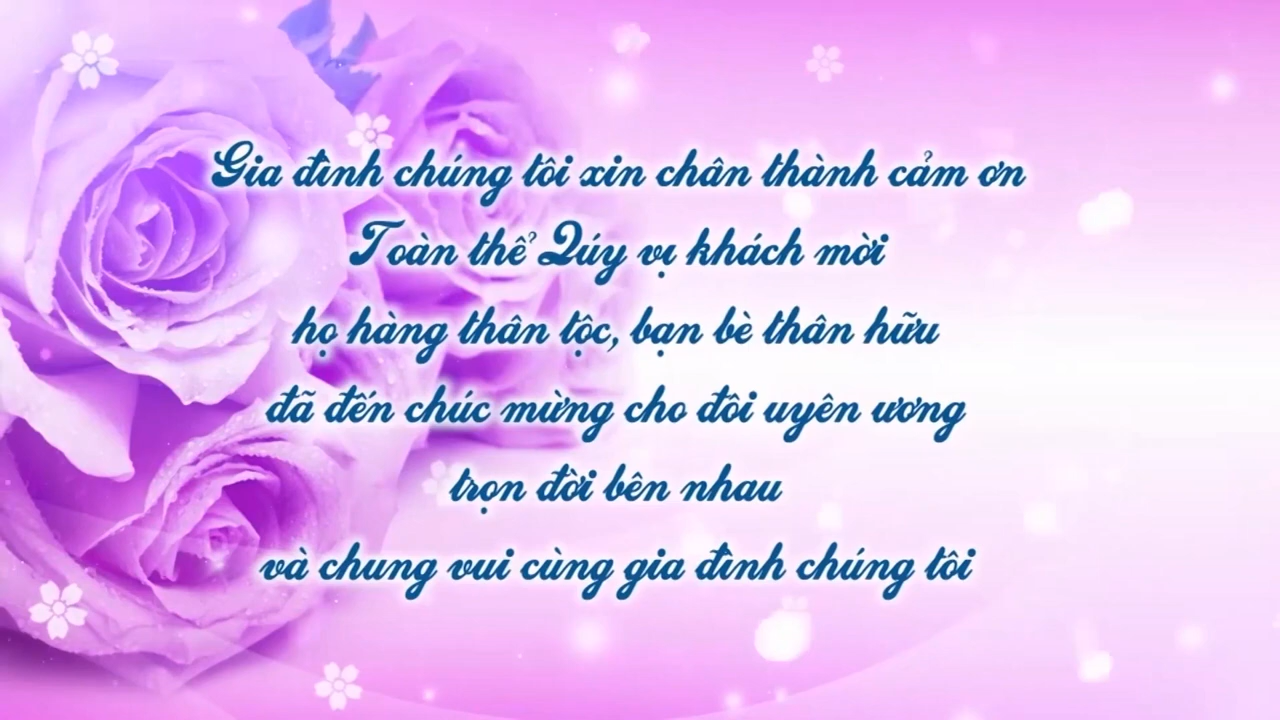 Gia đình chúng tôi xin chân thành cảm ơn
Toàn thể Qúy vị khách mời
họ hàng thân tộc, bạn bè thân hữu
đã đến chúc mừng cho đôi uyên ương
trọn đời bên nhau
và chung vui cùng gia đình chúng tôi